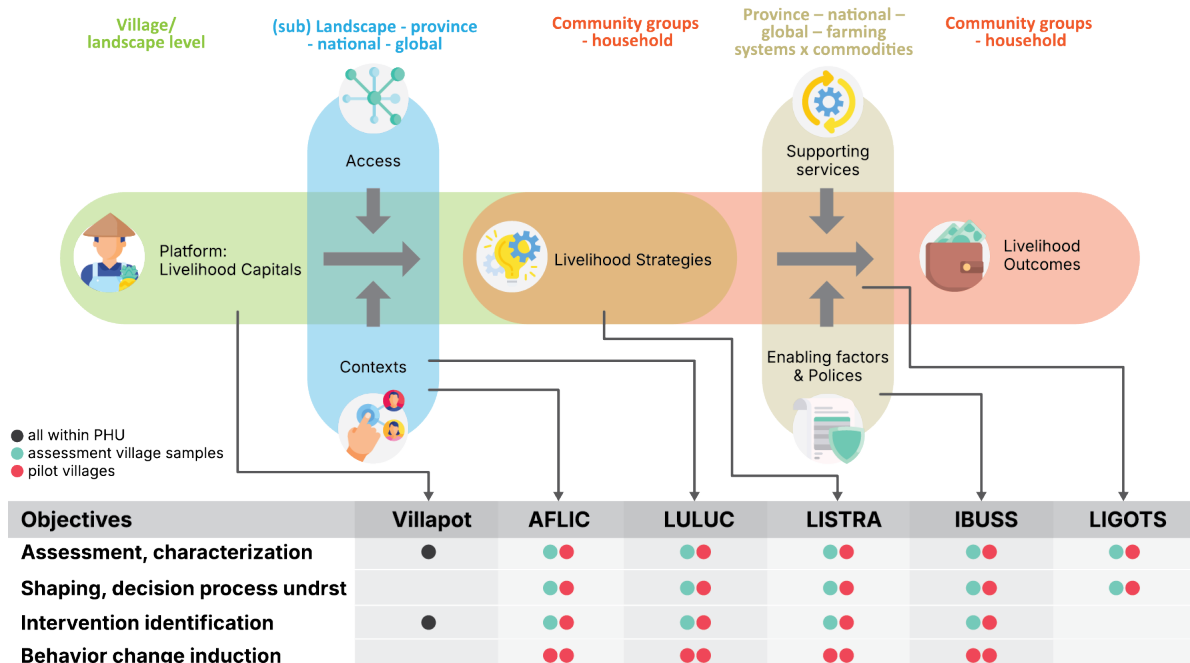 Village/
landscape level
(sub) Landscape - province
- national - global
Community groups
- household
Province – national –
global – farming
systems x commodities
Community groups
- household
Access
Supporting
services
Platform:
Livelihood Capitals
Livelihood Strategies
Livelihood
Outcomes
Contexts
Enabling factors
& Polices
all within PHU
assessment village samples
pilot villages
Objectives Villapot AFLIC LULUC LISTRA IBUSS LIGOTS
Assessment, characterization
Shaping, decision process undrst
Intervention identification
Behavior change induction